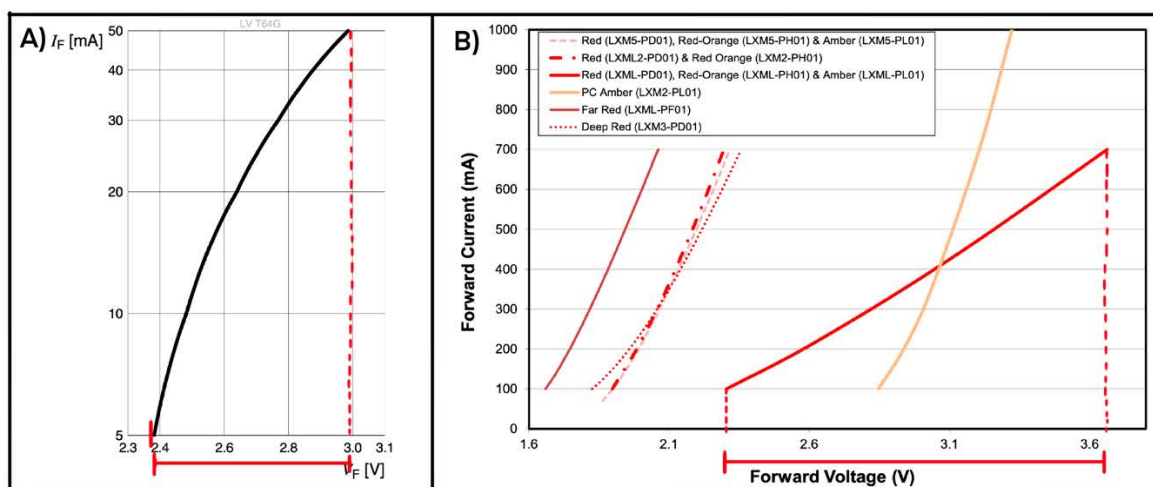 A)
LV T64G
I_F [mA]
50
40
30
20
10
5
2.3
2.4
2.6
2.8
3.0
3.1
V_F [V]
B)
Red (LXM5-PD01), Red-Orange (LXM5-PH01) & Amber (LXM5-PL01)
Red (LXML2-PD01) & Red Orange (LXM2-PH01)
Red (LXML-PD01), Red-Orange (LXML-PH01) & Amber (LXML-PL01)
PC Amber (LXM2-PL01)
Far Red (LXML-PF01)
Deep Red (LXM3-PD01)
Forward Current (mA)
1000
900
800
700
600
500
400
300
200
100
0
1.6
2.1
2.6
3.1
3.6
Forward Voltage (V)